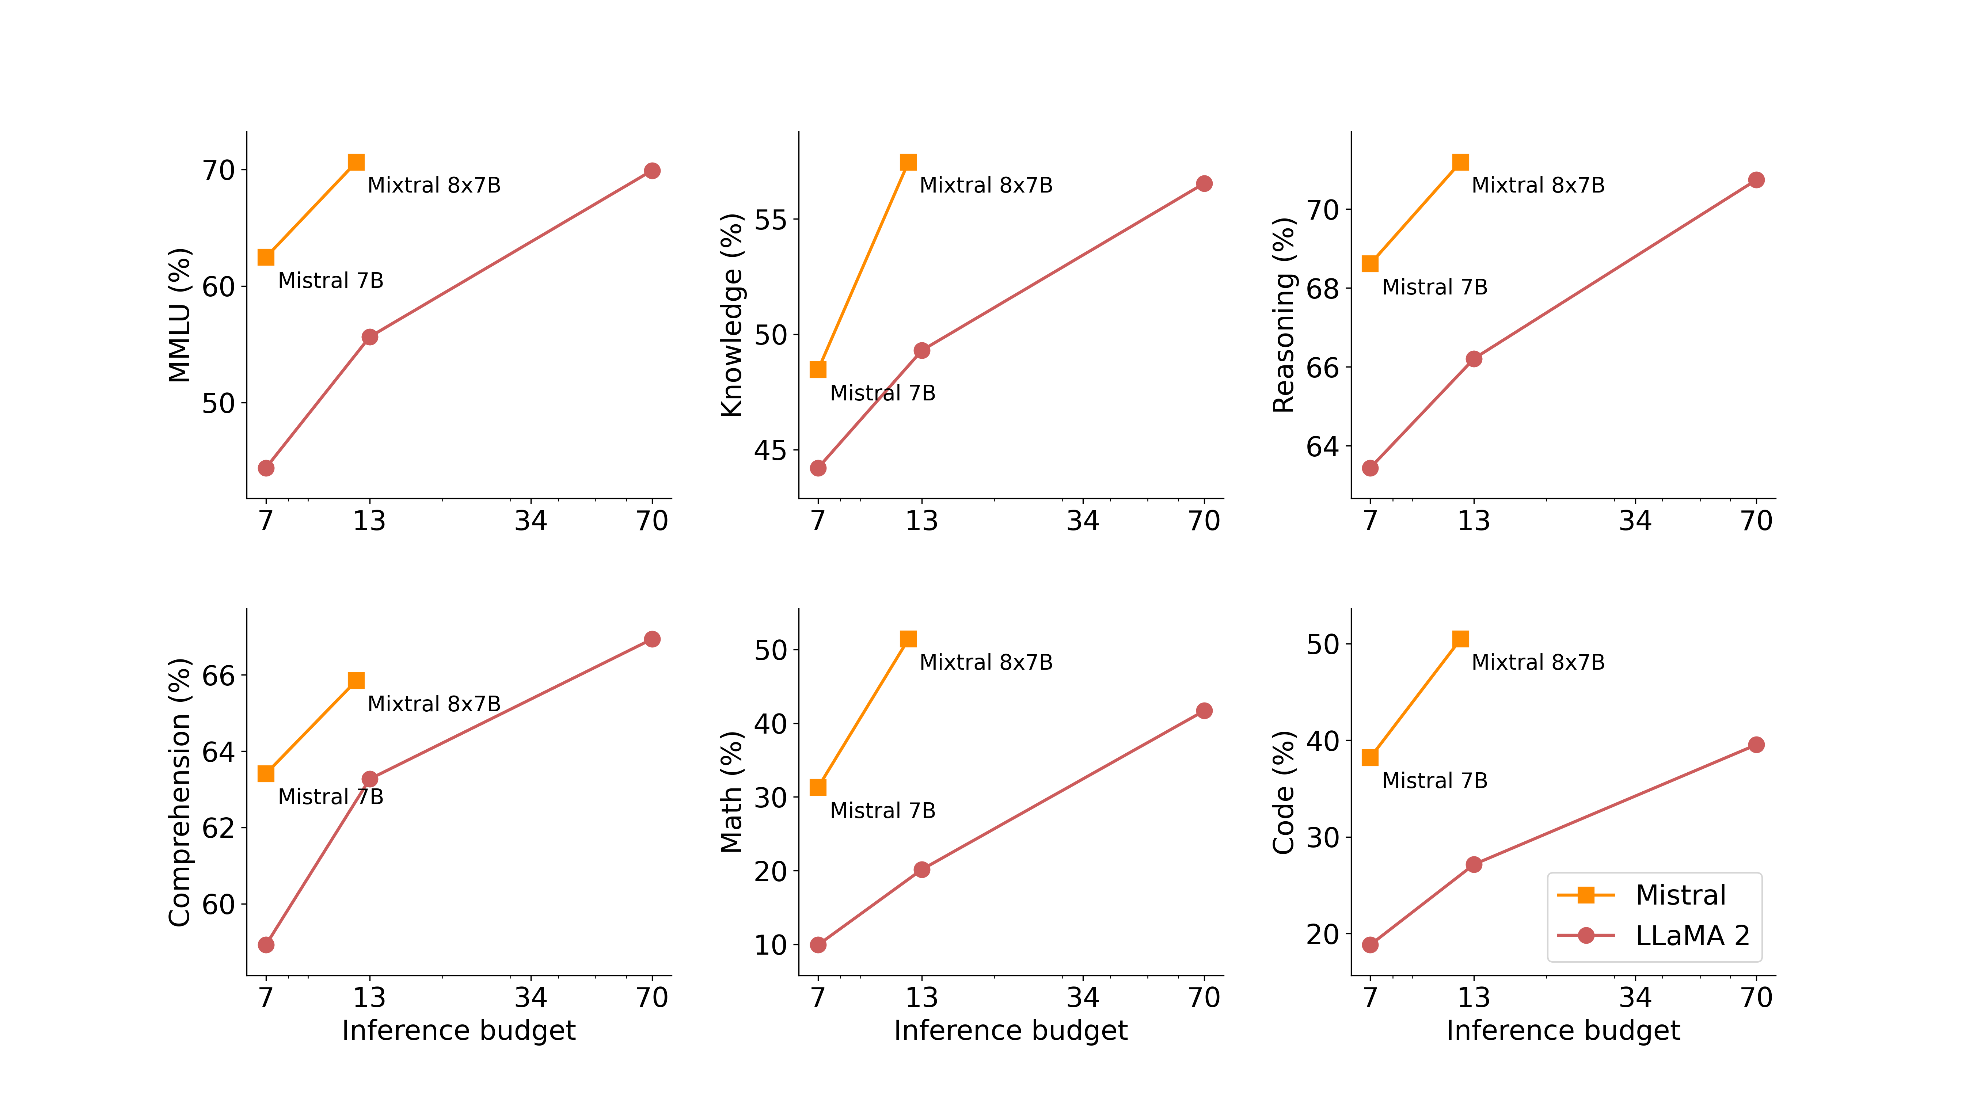 MMLU (%)
70
60
50
Mixtral 8x7B
Mistral 7B
7 13 34 70
Knowledge (%)
55
50
45
Mixtral 8x7B
Mistral 7B
7 13 34 70
Reasoning (%)
70
68
66
64
Mixtral 8x7B
Mistral 7B
7 13 34 70
Comprehension (%)
66
64
62
60
Mixtral 8x7B
Mistral 7B
7 13 34 70
Inference budget
Math (%)
50
40
30
20
10
Mixtral 8x7B
Mistral 7B
7 13 34 70
Inference budget
Code (%)
50
40
30
20
Mixtral 8x7B
Mistral 7B
Mistral
LLaMA 2
7 13 34 70
Inference budget